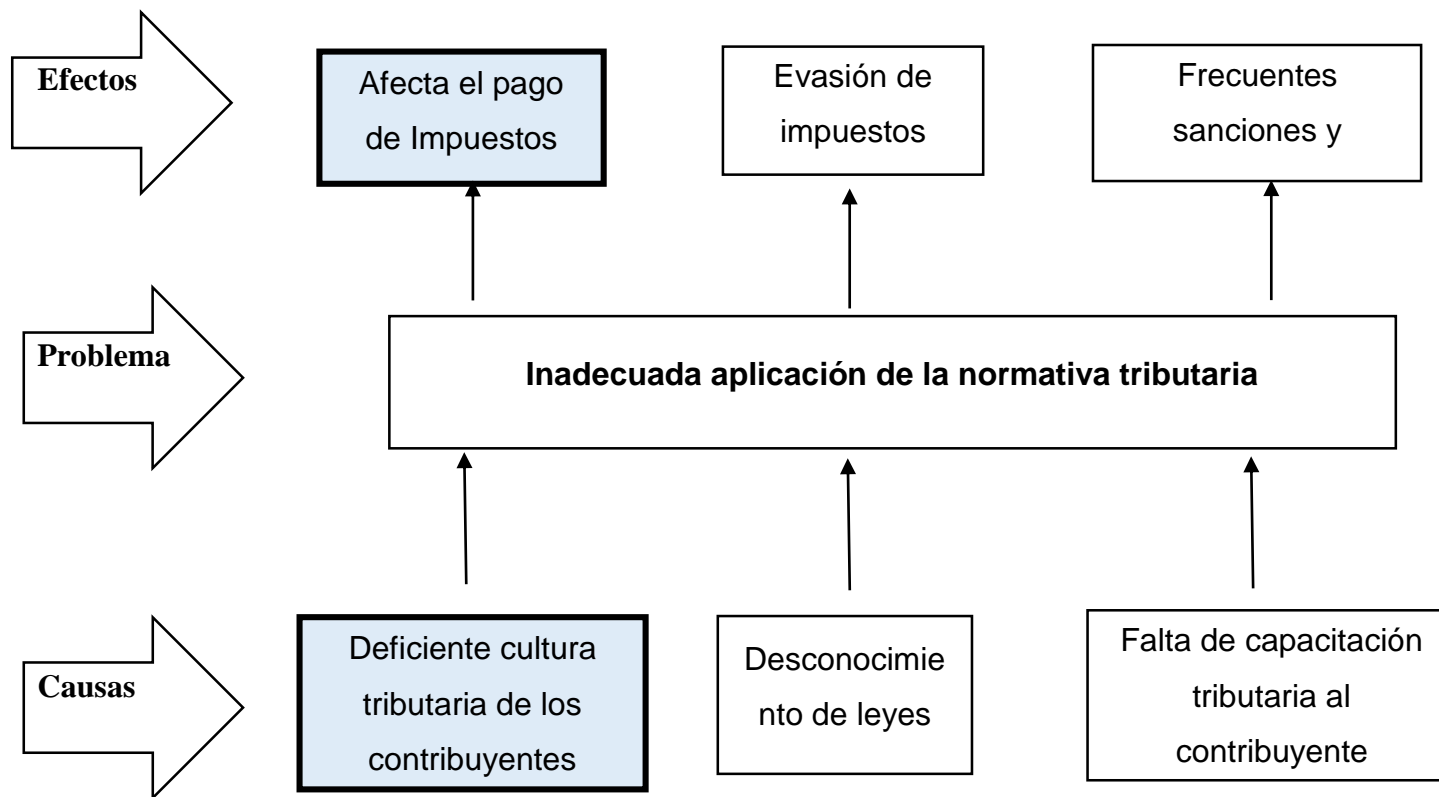 Efectos
Afecta el pago
de Impuestos
Evasión de
impuestos
Frecuentes
sanciones y
Problema
Inadecuada aplicación de la normativa tributaria
Causas
Deficiente cultura
tributaria de los
contribuyentes
Desconocimie
nto de leyes
Falta de capacitación
tributaria al
contribuyente